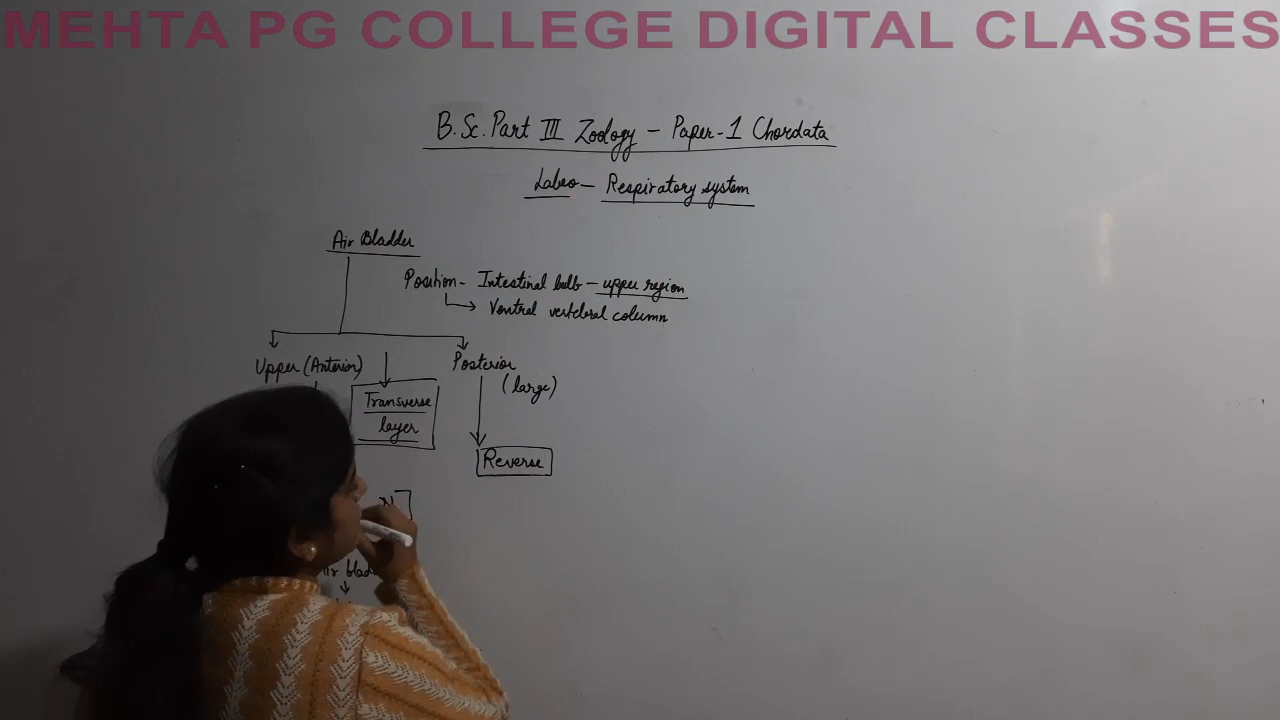 MEHTA PG COLLEGE DIGITAL CLASSES
B.Sc. Part III Zoology - Paper-1 Chordata
Labeo - Respiratory system
Air Bladder
Position - Intestinal bulb - upper region
Ventral vertebral column
Upper (Anterior)
Posterior
(large)
Transverse
layer
Reverse